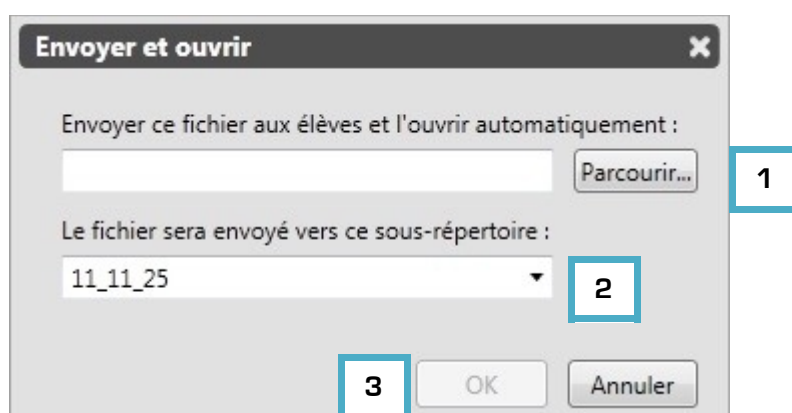 Envoyer et ouvrir
Envoyer ce fichier aux élèves et l'ouvrir automatiquement :
Parcourir...
1
Le fichier sera envoyé vers ce sous-répertoire :
11_11_25
2
3
OK
Annuler